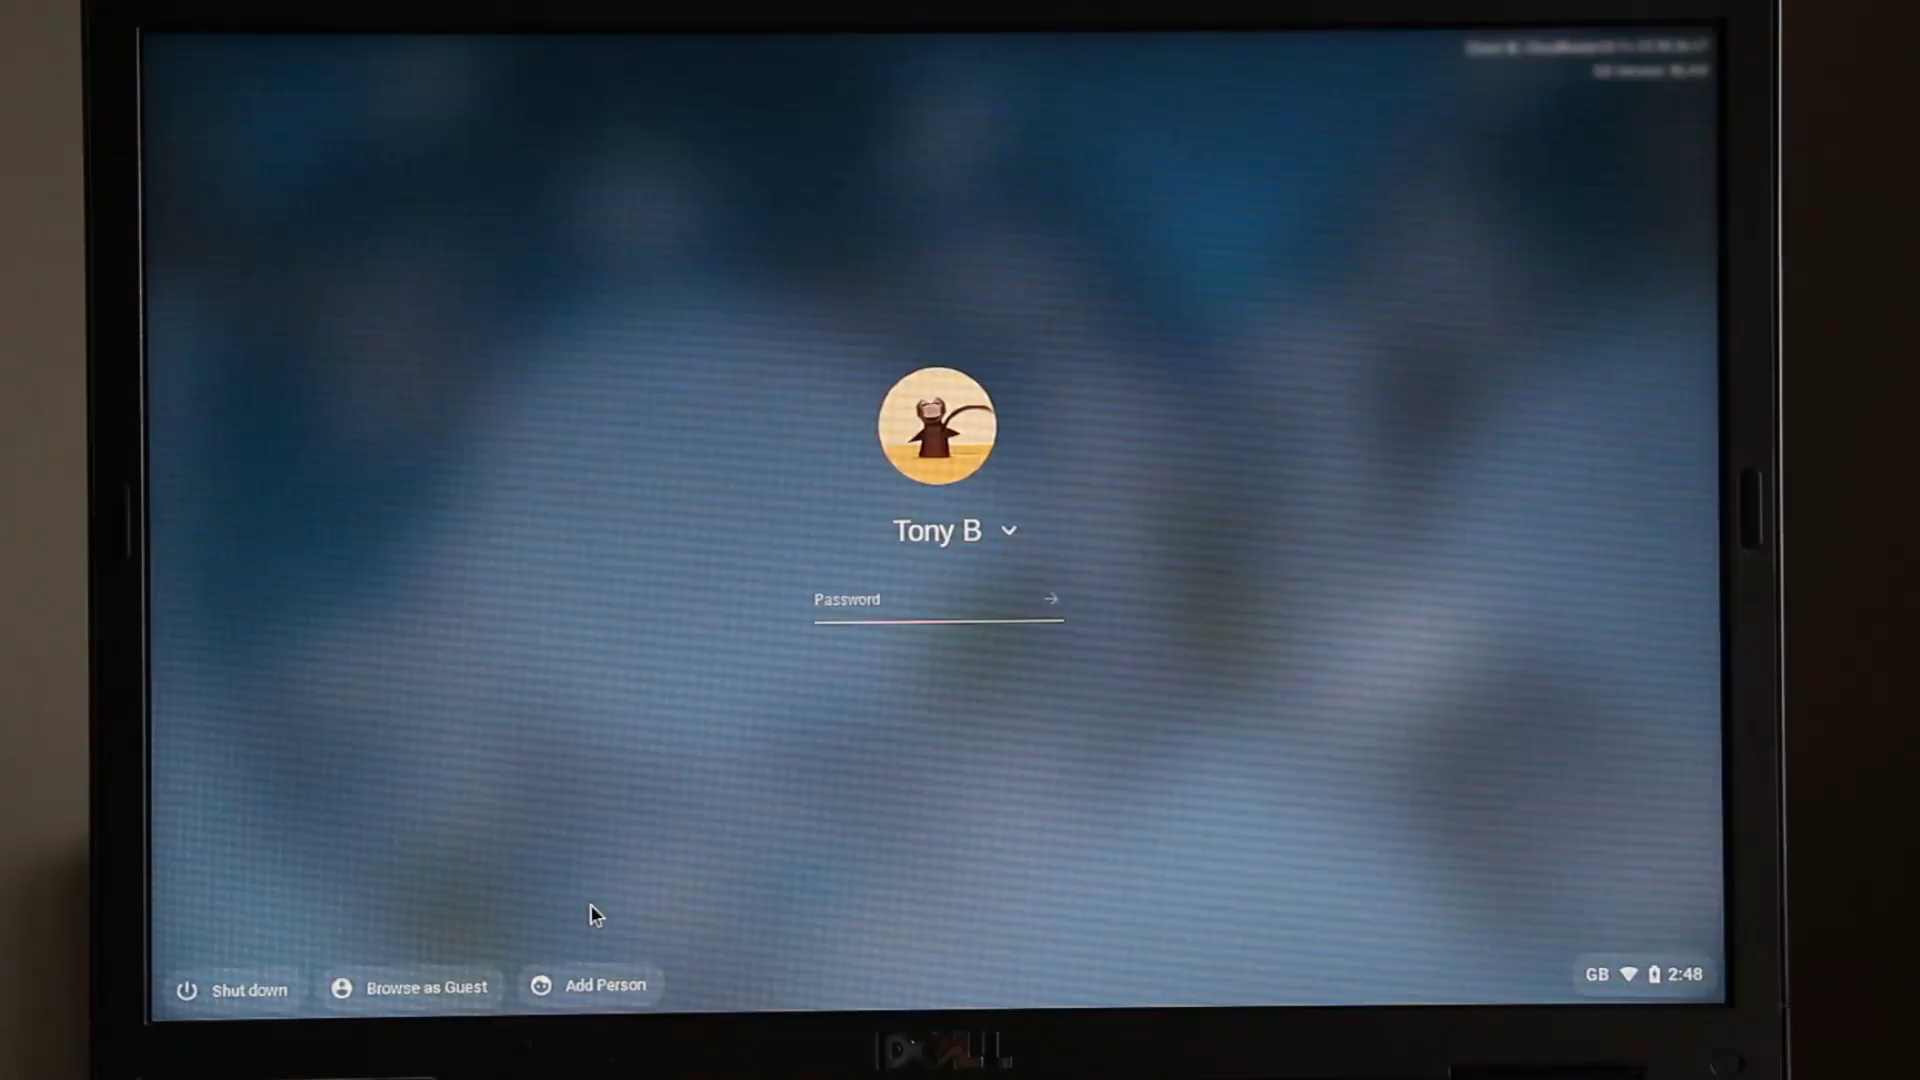 Tony B
Password
Shut down
Browse as Guest
Add Person
GB 2:48
DELL